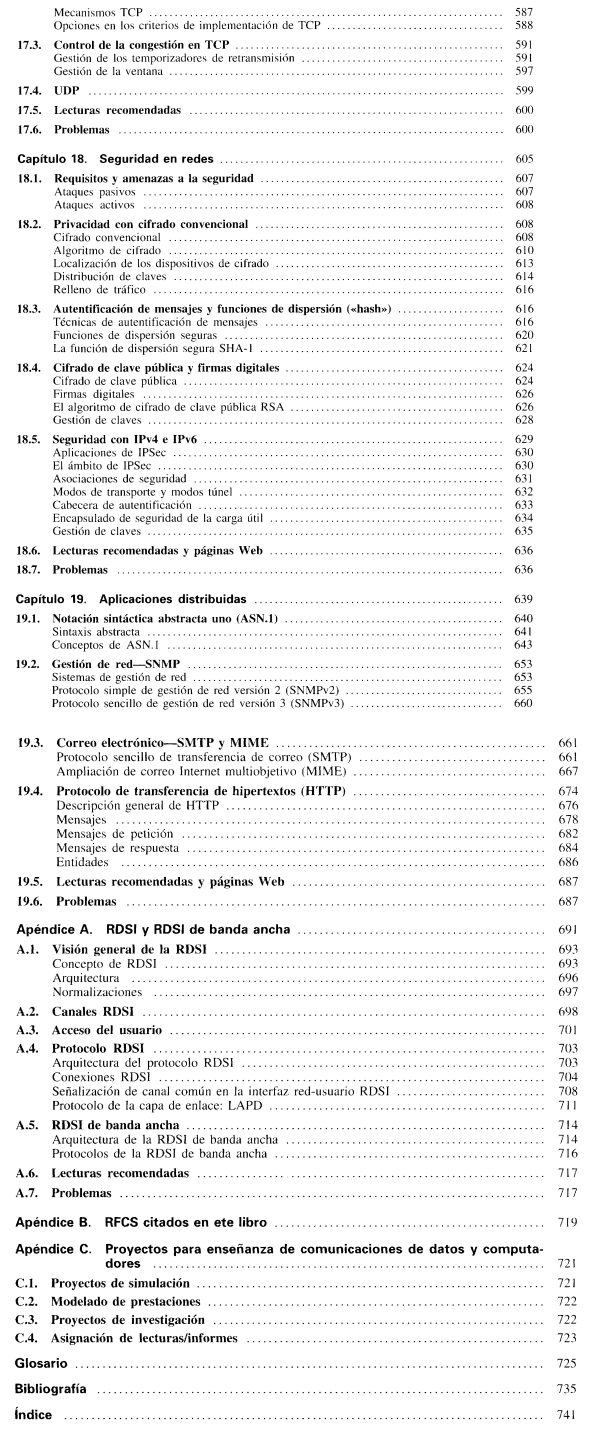 Mecanismos TCP 587
Opciones en los criterios de implementación de TCP 588
17.3. Control de la congestión en TCP 591
Gestión de los temporizadores de retransmisión 591
Gestión de la ventana 597
17.4. UDP 599
17.5. Lecturas recomendadas 600
17.6. Problemas 600
Capítulo 18. Seguridad en redes 605
18.1. Requisitos y amenazas a la seguridad 607
Ataques pasivos 607
Ataques activos 608
18.2. Privacidad con cifrado convencional 608
Cifrado convencional 608
Algoritmo de cifrado 610
Localización de los dispositivos de cifrado 613
Distribución de claves 614
Relleno de tráfico 616
18.3. Autentificación de mensajes y funciones de dispersión («hash») 616
Técnicas de autentificación de mensajes 616
Funciones de dispersión seguras 620
La función de dispersión segura SHA-1 621
18.4. Cifrado de clave pública y firmas digitales 624
Cifrado de clave pública 624
Firmas digitales 626
El algoritmo de cifrado de clave pública RSA 626
Gestión de claves 628
18.5. Seguridad con IPv4 e IPv6 629
Aplicaciones de IPSec 630
El ámbito de IPSec 630
Asociaciones de seguridad 631
Modos de transporte y modos túnel 632
Cabecera de autentificación 633
Encapsulado de seguridad de la carga útil 634
Gestión de claves 635
18.6. Lecturas recomendadas y páginas Web 636
18.7. Problemas 636
Capítulo 19. Aplicaciones distribuidas 639
19.1. Notación sintáctica abstracta uno (ASN.1) 640
Sintaxis abstracta 641
Conceptos de ASN.1 643
19.2. Gestión de red—SNMP 653
Sistemas de gestión de red 653
Protocolo simple de gestión de red versión 2 (SNMPv2) 655
Protocolo sencillo de gestión de red versión 3 (SNMPv3) 660
19.3. Correo electrónico—SMTP y MIME 661
Protocolo sencillo de transferencia de correo (SMTP) 661
Ampliación de correo Internet multiobjetivo (MIME) 667
19.4. Protocolo de transferencia de hipertextos (HTTP) 674
Descripción general de HTTP 676
Mensajes 678
Mensajes de petición 682
Mensajes de respuesta 684
Entidades 686
19.5. Lecturas recomendadas y páginas Web 687
19.6. Problemas 687
Apéndice A. RDSI y RDSI de banda ancha 691
A.1. Visión general de la RDSI 693
Concepto de RDSI 693
Arquitectura 696
Normalizaciones 697
A.2. Canales RDSI 698
A.3. Acceso del usuario 701
A.4. Protocolo RDSI 703
Arquitectura del protocolo RDSI 703
Conexiones RDSI 704
Señalización de canal común en la interfaz red-usuario RDSI 708
Protocolo de la capa de enlace: LAPD 711
A.5. RDSI de banda ancha 714
Arquitectura de la RDSI de banda ancha 714
Protocolos de la RDSI de banda ancha 716
A.6. Lecturas recomendadas 717
A.7. Problemas 717
Apéndice B. RFCS citados en ete libro 719
Apéndice C. Proyectos para enseñanza de comunicaciones de datos y computa-
dores 721
C.1. Proyectos de simulación 721
C.2. Modelado de prestaciones 722
C.3. Proyectos de investigación 722
C.4. Asignación de lecturas/informes 723
Glosario 725
Bibliografía 735
Índice 741